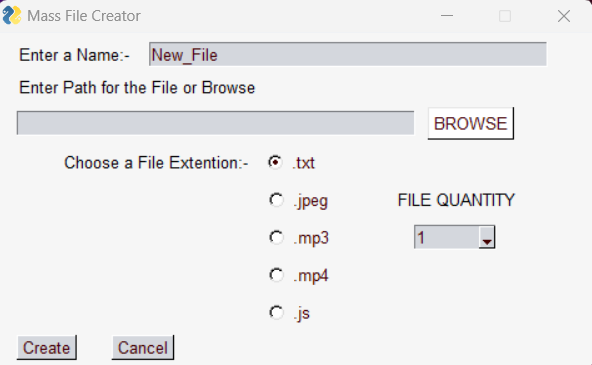 Mass File Creator
Enter a Name:- New_File
Enter Path for the File or Browse
BROWSE
Choose a File Extention:- .txt
.jpeg FILE QUANTITY
.mp3 1
.mp4
.js
Create Cancel